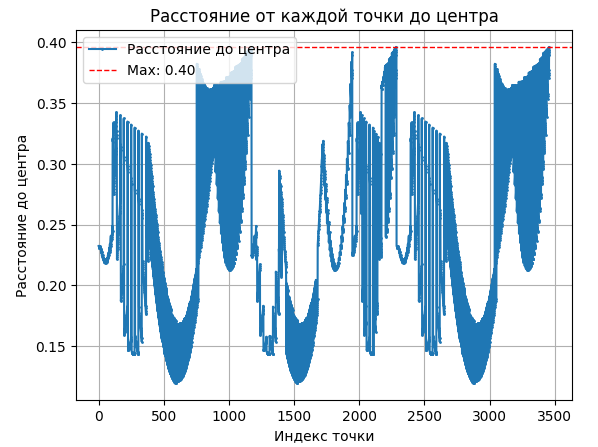 Расстояние от каждой точки до центра
Расстояние до центра
Max: 0.40
Расстояние до центра
0.40
0.35
0.30
0.25
0.20
0.15
0
500
1000
1500
2000
2500
3000
3500
Индекс точки